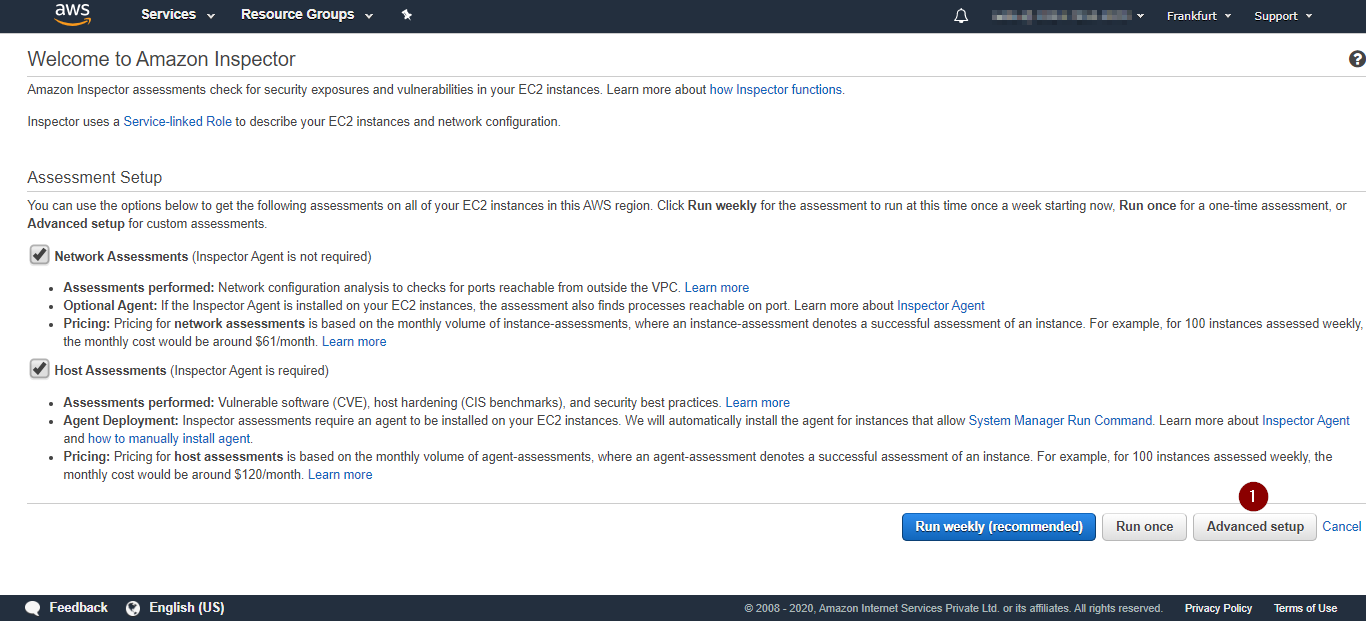 aws Services Resource Groups Frankfurt Support
Welcome to Amazon Inspector
?
Amazon Inspector assessments check for security exposures and vulnerabilities in your EC2 instances. Learn more about how Inspector functions.
Inspector uses a Service-linked Role to describe your EC2 instances and network configuration.
Assessment Setup
You can use the options below to get the following assessments on all of your EC2 instances in this AWS region. Click Run weekly for the assessment to run at this time once a week starting now, Run once for a one-time assessment, or
Advanced setup for custom assessments.
Network Assessments (Inspector Agent is not required)
• Assessments performed: Network configuration analysis to checks for ports reachable from outside the VPC. Learn more
• Optional Agent: If the Inspector Agent is installed on your EC2 instances, the assessment also finds processes reachable on port. Learn more about Inspector Agent
• Pricing: Pricing for network assessments is based on the monthly volume of instance-assessments, where an instance-assessment denotes a successful assessment of an instance. For example, for 100 instances assessed weekly,
the monthly cost would be around $61/month. Learn more
Host Assessments (Inspector Agent is required)
• Assessments performed: Vulnerable software (CVE), host hardening (CIS benchmarks), and security best practices. Learn more
• Agent Deployment: Inspector assessments require an agent to be installed on your EC2 instances. We will automatically install the agent for instances that allow System Manager Run Command. Learn more about Inspector Agent
and how to manually install agent.
• Pricing: Pricing for host assessments is based on the monthly volume of agent-assessments, where an agent-assessment denotes a successful assessment of an instance. For example, for 100 instances assessed weekly, the
monthly cost would be around $120/month. Learn more
1
Run weekly (recommended) Run once Advanced setup Cancel
Feedback English (US) © 2008 - 2020, Amazon Internet Services Private Ltd. or its affiliates. All rights reserved. Privacy Policy Terms of Use